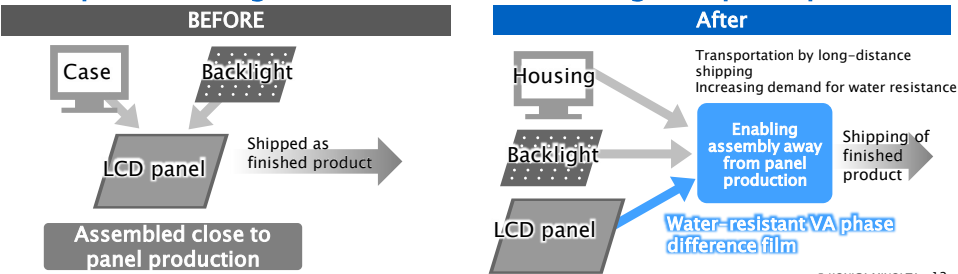 BEFORE
Case
Backlight
LCD panel
Shipped as
finished product
Assembled close to
panel production
After
Transportation by long-distance
shipping
Increasing demand for water resistance
Housing
Backlight
LCD panel
Enabling
assembly away
from panel
production
Shipping of
finished
product
Water-resistant VA phase
difference film